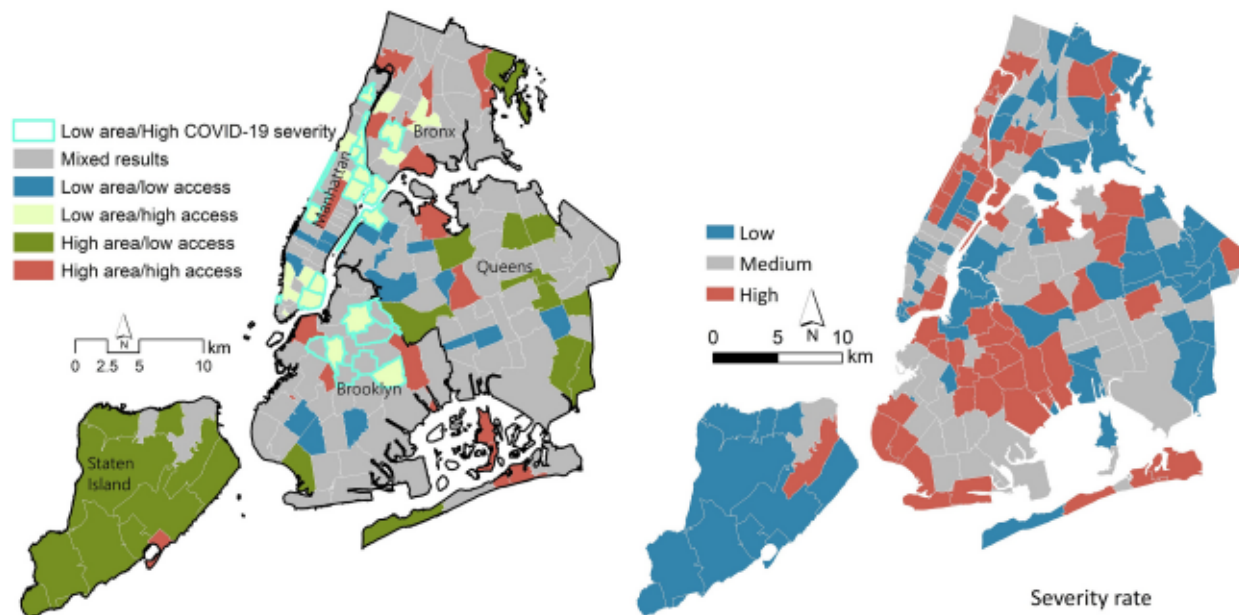 Low area/High COVID-19 severity
Mixed results
Low area/low access
Low area/high access
High area/low access
High area/high access
N
km
0 2.5 5 10
Bronx
Manhattan
Queens
Brooklyn
Staten
Island
Low
Medium
High
N
0 5 10
km
Severity rate